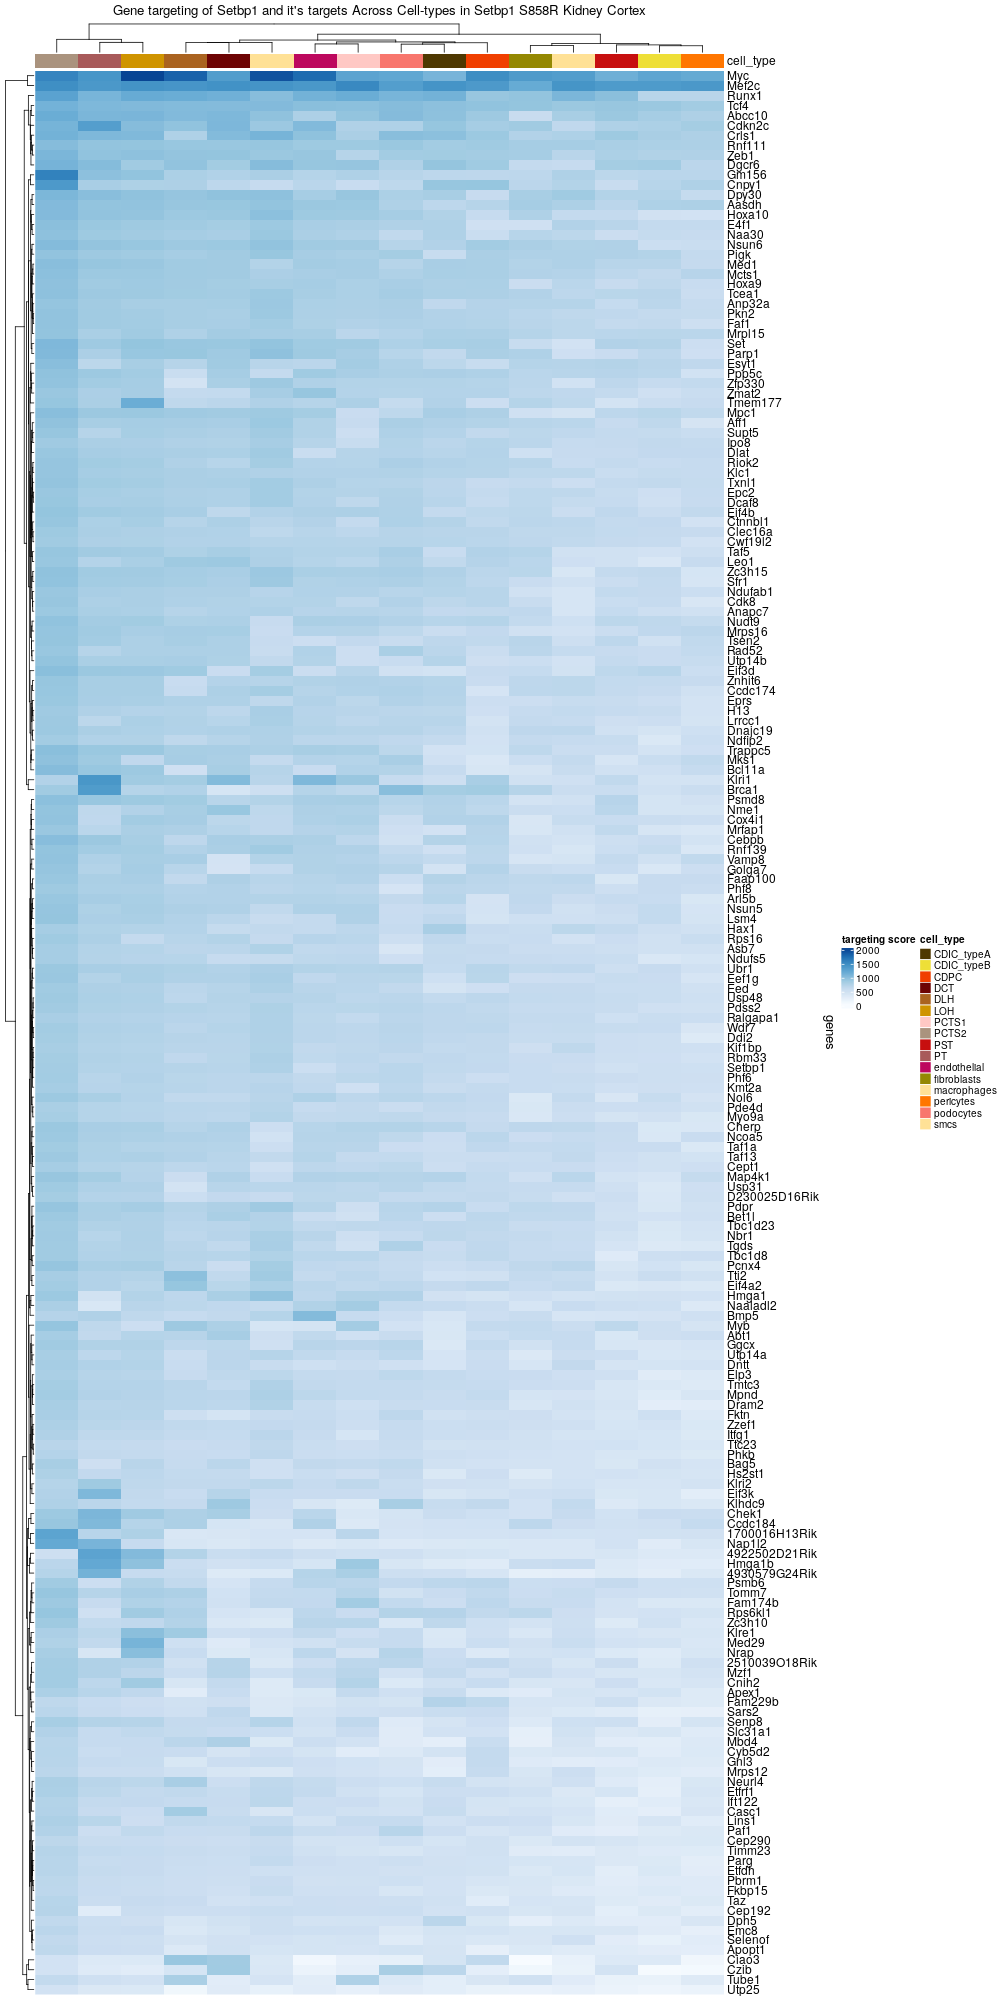 Gene targeting of Setbp1 and it's targets Across Cell-types in Setbp1 S858R Kidney Cortex
cell_type
Myc
Mef2c
Runx1
Tcf4
Abcc10
Cdkn2c
Crls1
Rnf111
Zeb1
Dgcr6
Gm156
Cnpy1
Dpy30
Aasdh
Hoxa10
E4f1
Naa30
Nsun6
Pigk
Med1
Mcts1
Hoxa9
Tcea1
Anp32a
Pkn2
Faf1
Mrpl15
Set
Parp1
Esyt1
Ppp5c
Zfp330
Zmat2
Tmem177
Mpc1
Aff1
Supt5
Ipo8
Dlat
Riok2
Klc1
Txnl1
Epc2
Dcaf8
Eif4b
Ctnnbl1
Clec16a
Cwf19l2
Taf5
Leo1
Zc3h15
Sfr1
Ndufab1
Cdk8
Anapc7
Nudt9
Mrps16
Tsen2
Rad52
Utp14b
Eif3d
Znhit6
Ccdc174
Eprs
H13
Lrrcc1
Dnajc19
Ndfip2
Trappc5
Mks1
Bcl11a
Klri1
Brca1
Psmd8
Nme1
Cox4i1
Mrfap1
Cebpb
Rnf139
Vamp8
Golga7
Faap100
Phf8
Arl5b
Nsun5
Lsm4
Hax1
Rps16
Asb7
Ndufs5
Ubr1
Eef1g
Eed
Usp48
Pdss2
Ralgapa1
Wdr7
Ddi2
Kif1bp
Rbm33
Setbp1
Phf6
Kmt2a
Nol6
Pde4d
Myo9a
Cherp
Ncoa5
Taf1a
Taf13
Cept1
Map4k1
Usp31
D230025D16Rik
Pdpr
Bet1l
Tbc1d23
Nbr1
Tgds
Tbc1d8
Pcnx4
Tti2
Eif4a2
Hmga1
Naaladl2
Bmp5
Myb
Abt1
Ggcx
Utp14a
Dntt
Elp3
Tmtc3
Mpnd
Dram2
Fktn
Zzef1
Itfg1
Ttc23
Phkb
Bag5
Hs2st1
Klri2
Eif3k
Klhdc9
Chek1
Ccdc184
1700016H13Rik
Nap1l2
4922502D21Rik
Hmga1b
4930579G24Rik
Psmb6
Tomm7
Fam174b
Rps6kl1
Zc3h10
Klre1
Med29
Nrap
2510039O18Rik
Mzf1
Cnih2
Apex1
Fam229b
Sars2
Senp8
Slc31a1
Mbd4
Cyb5d2
Gnl3
Mrps12
Neurl4
Etfrf1
Ift122
Casc1
Lins1
Paf1
Cep290
Timm23
Parg
Etfdh
Pbrm1
Fkbp15
Taz
Cep192
Dph5
Emc8
Selenof
Apopt1
Ciao3
Czib
Tube1
Utp25
genes
targeting score
2000
1500
1000
500
0
cell_type
CDIC_typeA
CDIC_typeB
CDPC
DCT
DLH
LOH
PCTS1
PCTS2
PST
PT
endothelial
fibroblasts
macrophages
pericytes
podocytes
smcs